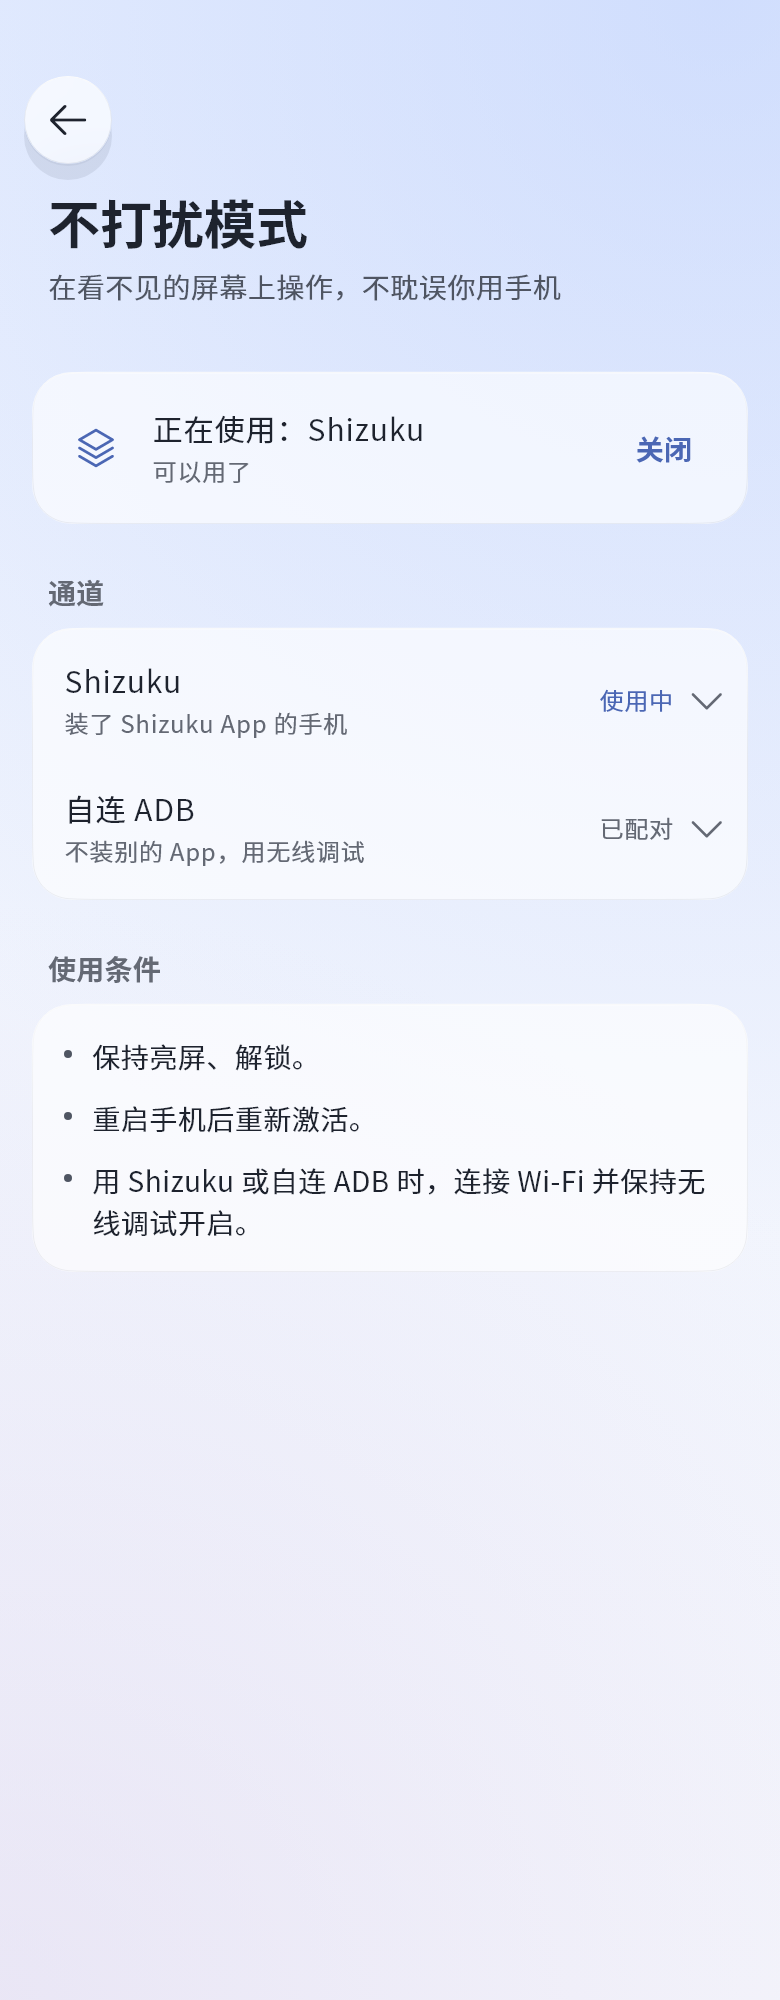 不打扰模式
在看不见的屏幕上操作，不耽误你用手机
正在使用：Shizuku
可以用了
关闭
通道
Shizuku
装了 Shizuku App 的手机
使用中
自连 ADB
不装别的 App，用无线调试
已配对
使用条件
• 保持亮屏、解锁。
• 重启手机后重新激活。
• 用 Shizuku 或自连 ADB 时，连接 Wi-Fi 并保持无
线调试开启。